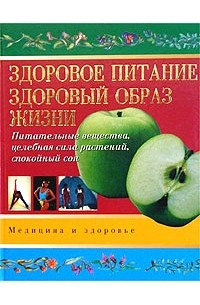 ЗДОРОВОЕ ПИТАНИЕ
ЗДОРОВЫЙ ОБРАЗ
ЖИЗНИ
Питательные вещества,
целебная сила растений,
спокойный сон
Медицина и здоровье